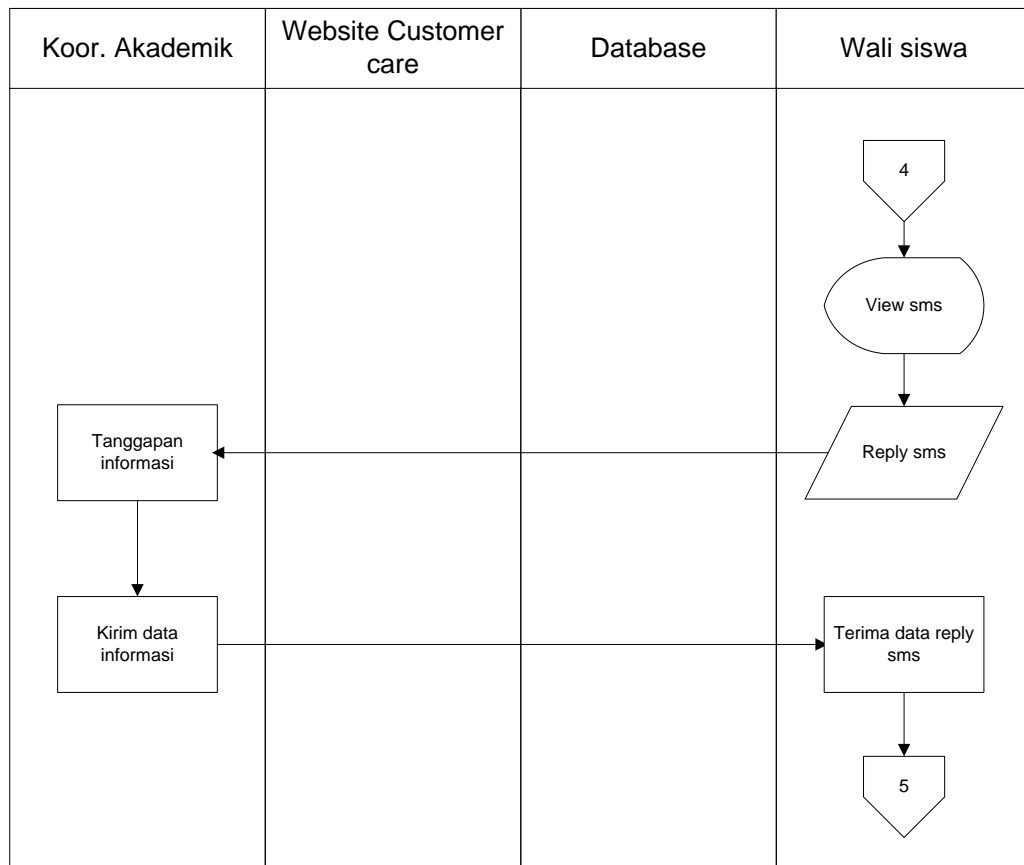 Koor. Akademik
Website Customer
care
Database
Wali siswa
4
View sms
Tanggapan
informasi
Reply sms
Kirim data
informasi
Terima data reply
sms
5